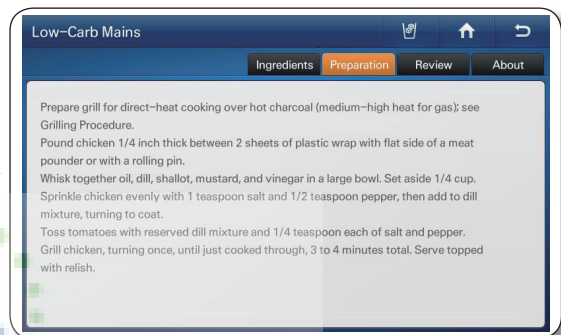 Low-Carb Mains
Ingredients Preparation Review About
Prepare grill for direct-heat cooking over hot charcoal (medium-high heat for gas); see
Grilling Procedure.
Pound chicken 1/4 inch thick between 2 sheets of plastic wrap with flat side of a meat
pounder or with a rolling pin.
Whisk together oil, dill, shallot, mustard, and vinegar in a large bowl. Set aside 1/4 cup.
Sprinkle chicken evenly with 1 teaspoon salt and 1/2 teaspoon pepper, then add to dill
mixture, turning to coat.
Toss tomatoes with reserved dill mixture and 1/4 teaspoon each of salt and pepper.
Grill chicken, turning once, until just cooked through, 3 to 4 minutes total. Serve topped
with relish.